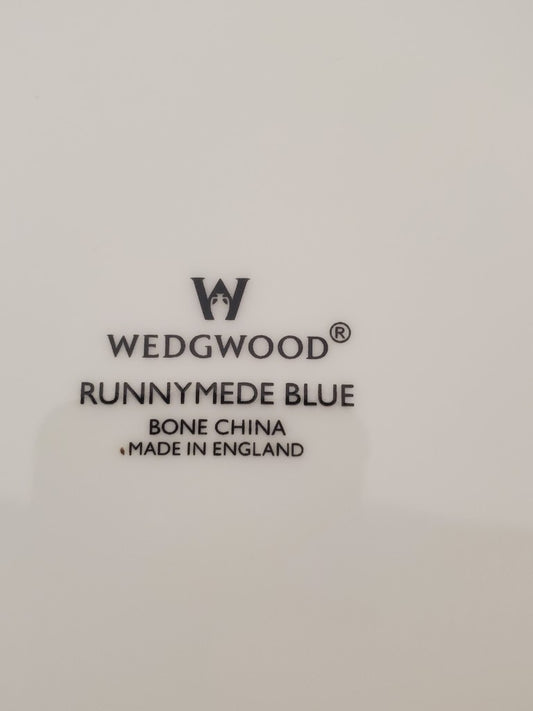 W
WEDGWOOD®
RUNNYMEDE BLUE
BONE CHINA
MADE IN ENGLAND